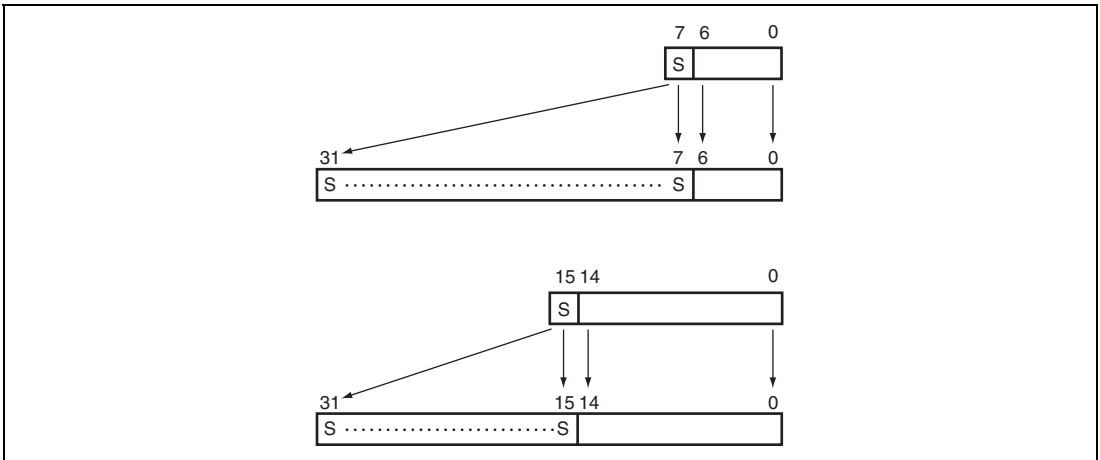 7 6 0
S
31 7 6 0
S ........................................ S
15 14 0
S
31 15 14 0
S ........................... S